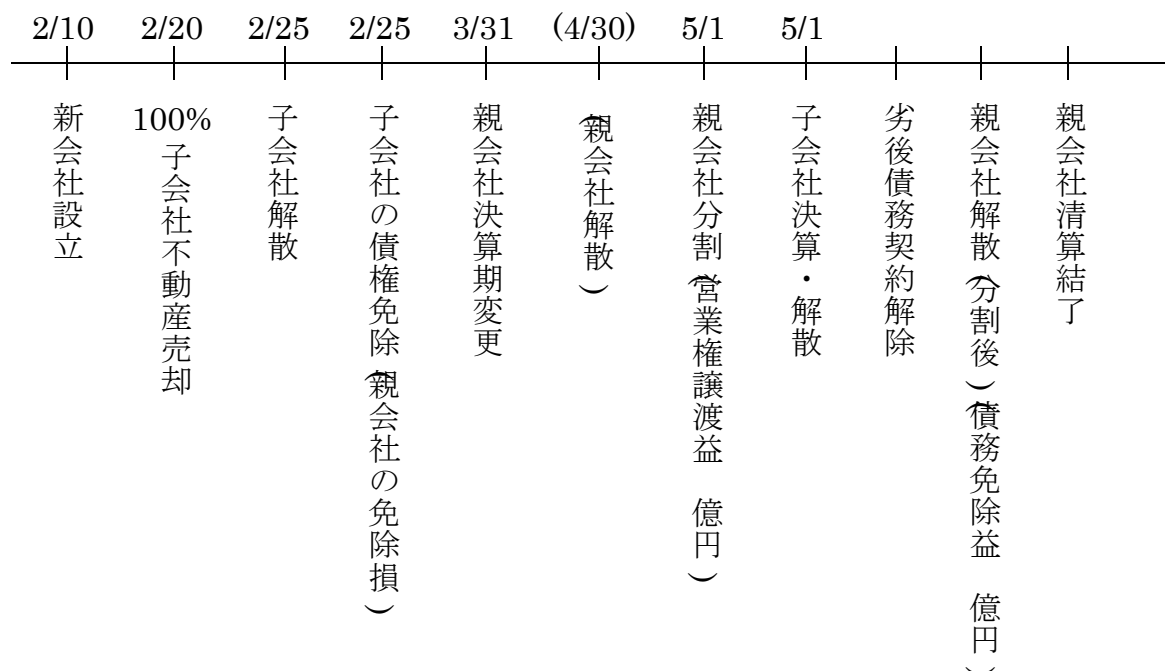 2/10 2/20 2/25 2/25 3/31 (4/30) 5/1 5/1
新会社設立
100%子会社不動産売却
子会社解散
子会社の債権免除(親会社の免除損)
親会社決算期変更
(親会社解散)
親会社分割(営業権譲渡益 億円)
子会社決算・解散
劣後債務契約解除
親会社解散(分割後)(債務免除益 億円)
親会社清算結了